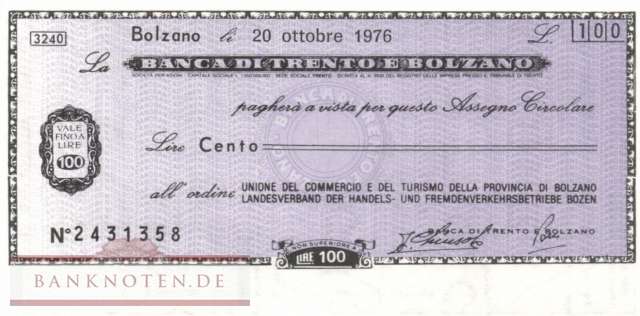 3240
Bolzano li 20 ottobre 1976 L. 100
La BANCA DI TRENTO E BOLZANO
pagherà a vista per questo Assegno Circolare
VALE
FINO A
LIRE
100
Lire Cento
all'ordine UNIONE DEL COMMERCIO E DEL TURISMO DELLA PROVINCIA DI BOLZANO
LANDESVERBAND DER HANDELS- UND FREMDENVERKEHRSBETRIEBE BOZEN
N° 2431358
BANCA DI TRENTO E BOLZANO
NON SUPERIORE A
LIRE 100
BANKNOTEN.DE